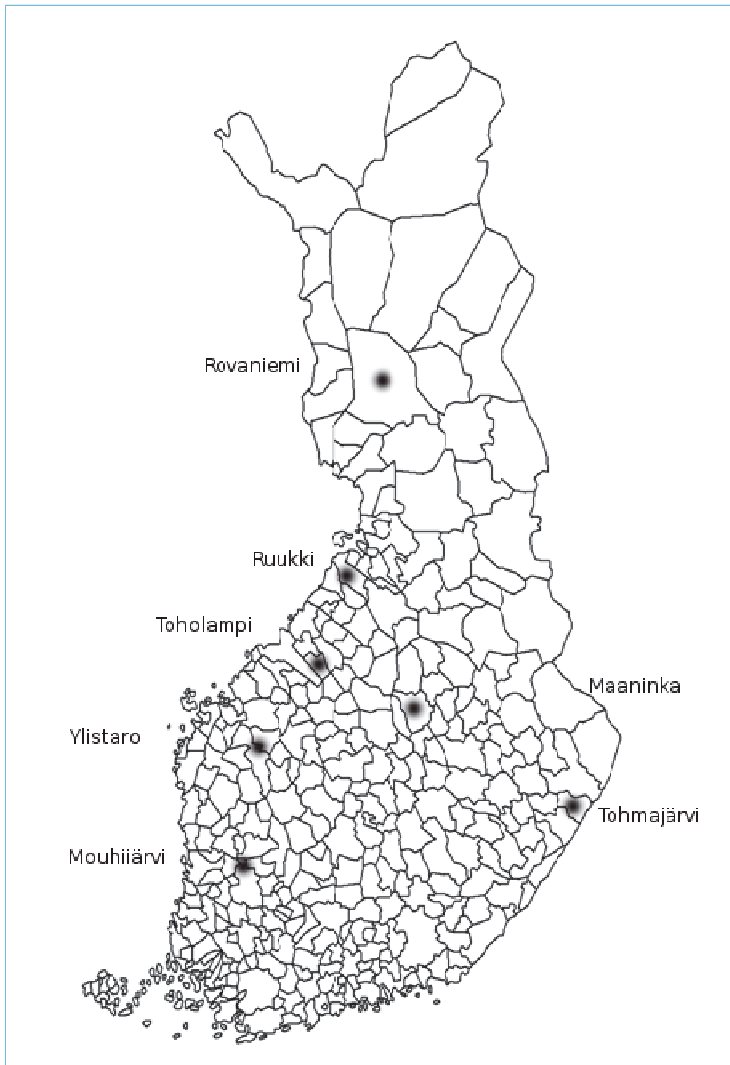 Rovaniemi
Ruukki
Toholampi
Maaninka
Ylistaro
Tohmajärvi
Mouhiiärvi